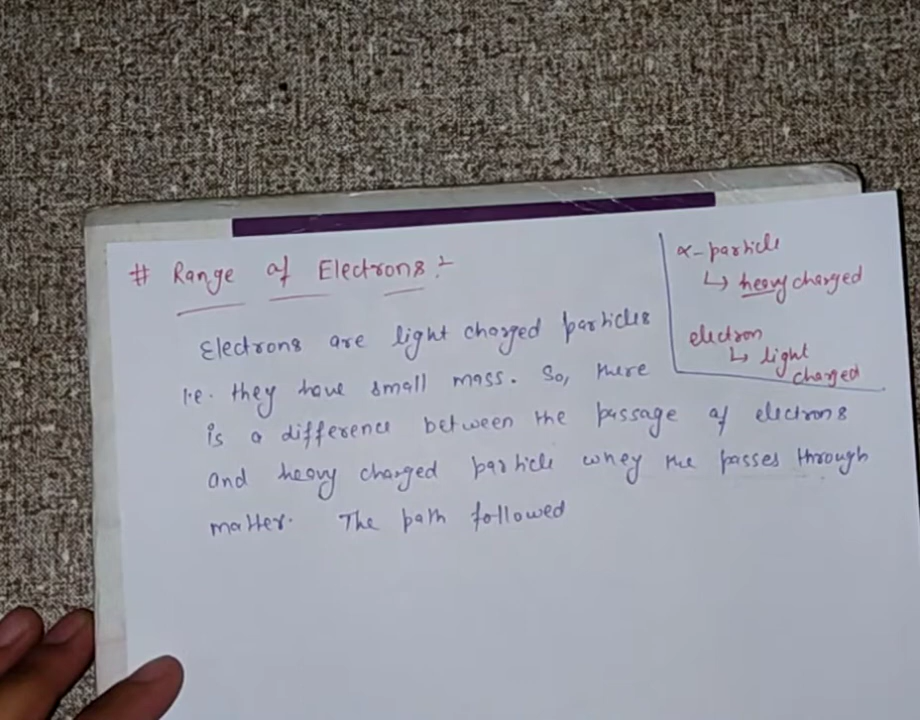 # Range of Electrons :-
Electrons are light charged particles
i.e. they have small mass. So, there
is a difference between the passage of electrons
and heavy charged particle whey the passes through
matter. The path followed
α-particle
↳ heavy charged
electron
↳ light
charged